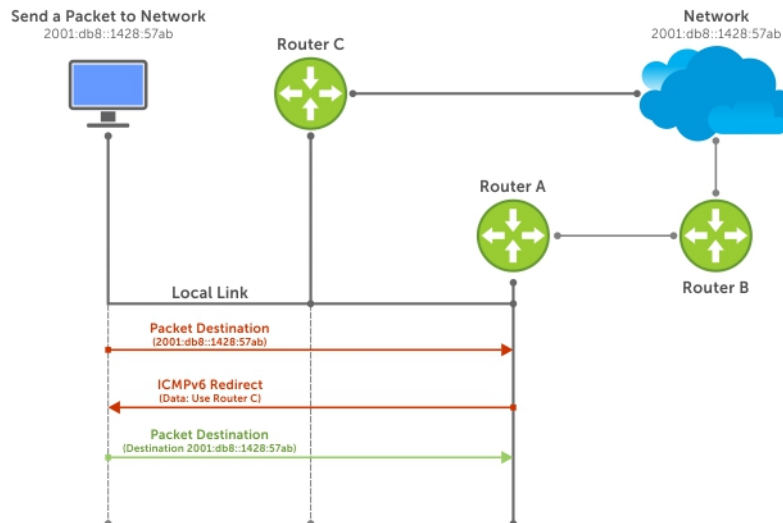 Send a Packet to Network
2001:db8::1428:57ab
Router C
Network
2001:db8::1428:57ab
Router A
Router B
Local Link
Packet Destination
(2001:db8::1428:57ab)
ICMPv6 Redirect
(Data: Use Router C)
Packet Destination
(Destination 2001:db8::1428:57ab)